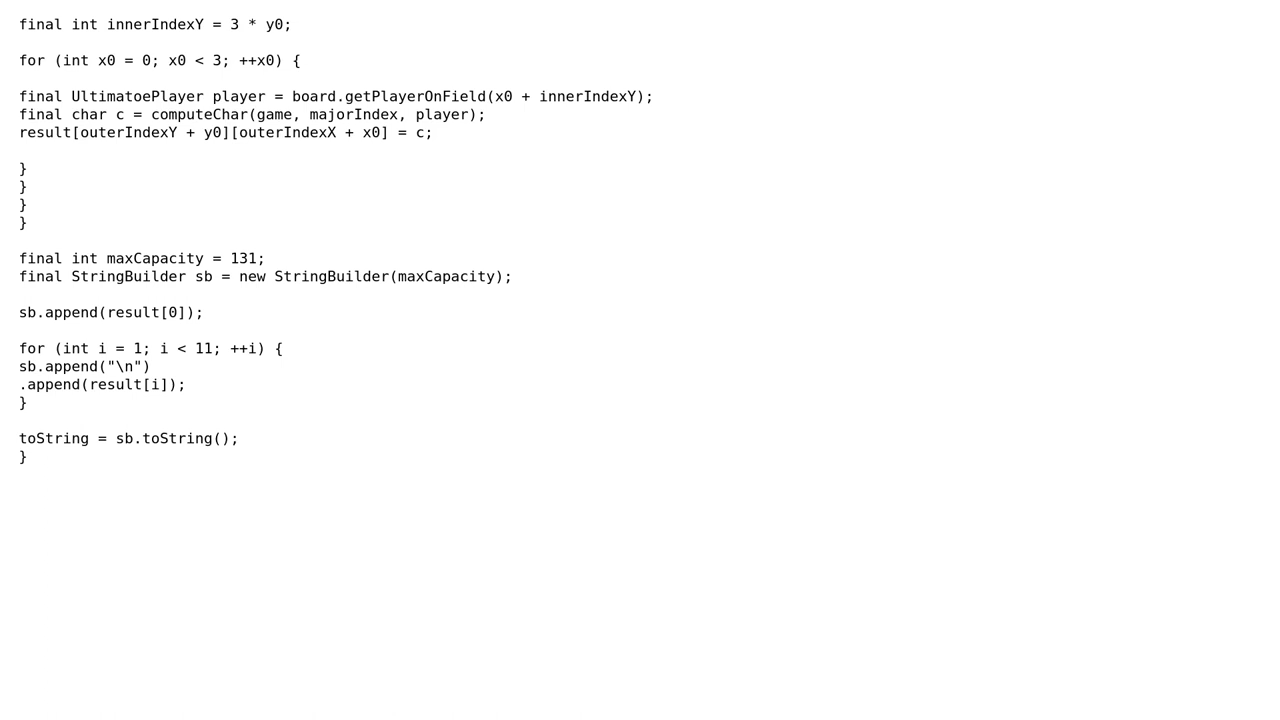 final int innerIndexY = 3 * y0;
for (int x0 = 0; x0 < 3; ++x0) {
final UltimatoePlayer player = board.getPlayerOnField(x0 + innerIndexY);
final char c = computeChar(game, majorIndex, player);
result[outerIndexY + y0][outerIndexX + x0] = c;
}
}
}
}
final int maxCapacity = 131;
final StringBuilder sb = new StringBuilder(maxCapacity);
sb.append(result[0]);
for (int i = 1; i < 11; ++i) {
sb.append("\n")
.append(result[i]);
}
toString = sb.toString();
}